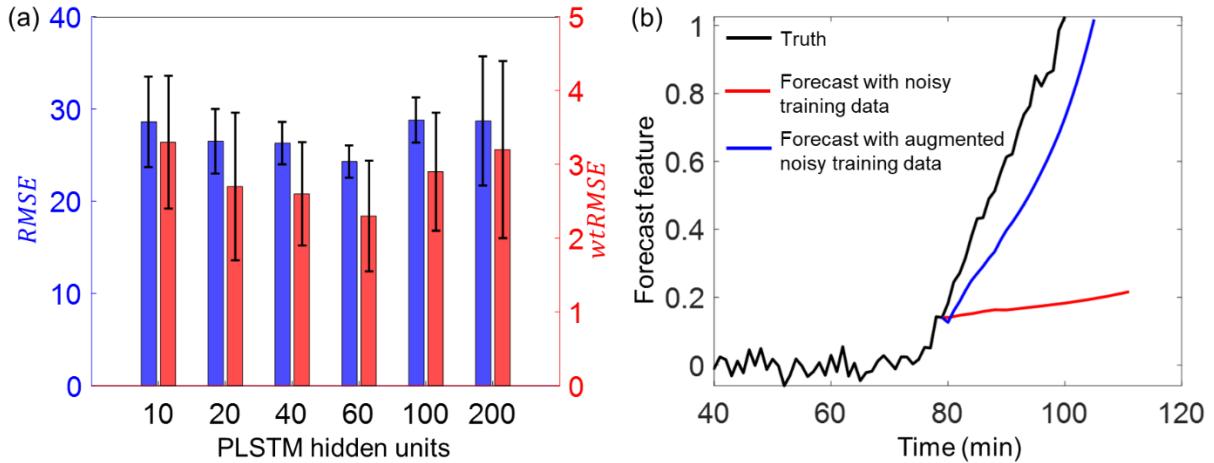 (a)
40
30
20
10
0
RMSE
5
4
3
2
1
0
wtRMSE
10 20 40 60 100 200
PLSTM hidden units
(b)
1
0.8
0.6
0.4
0.2
0
Forecast feature
Truth
Forecast with noisy
training data
Forecast with augmented
noisy training data
40 60 80 100 120
Time (min)